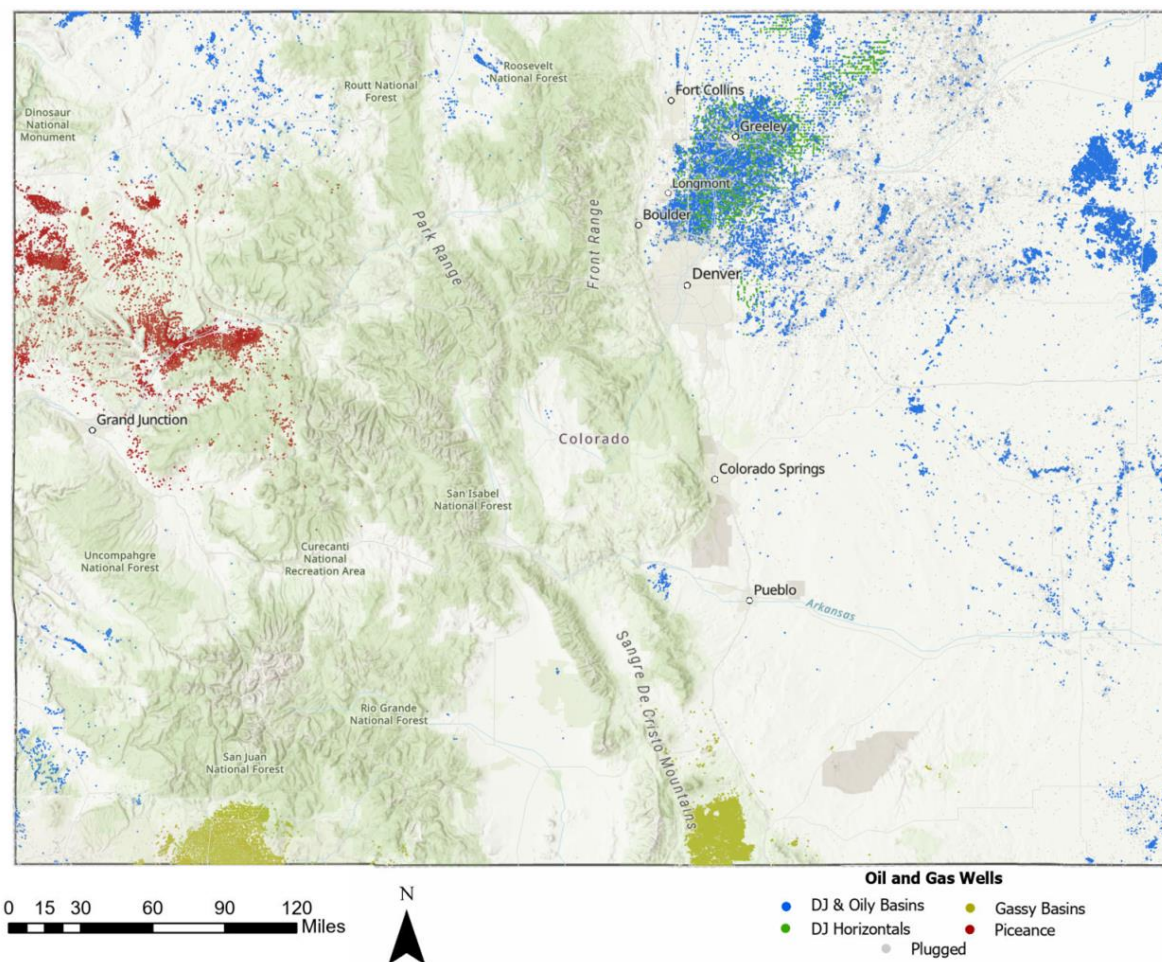 Roosevelt
National Forest
Routt National
Forest
Fort Collins
Dinosaur
National
Monument
Greeley
Longmont
Boulder
Park Range
Front Range
Denver
Grand Junction
Colorado
Colorado Springs
San Isabel
National Forest
Curecanti
National
Recreation Area
Uncompahgre
National Forest
Pueblo
Arkansas
Sangre De Cristo Mountains
Rio Grande
National Forest
San Juan
National Forest
Oil and Gas Wells
DJ & Oily Basins
Gassy Basins
DJ Horizontals
Piceance
Plugged
N
0 15 30 60 90 120
Miles